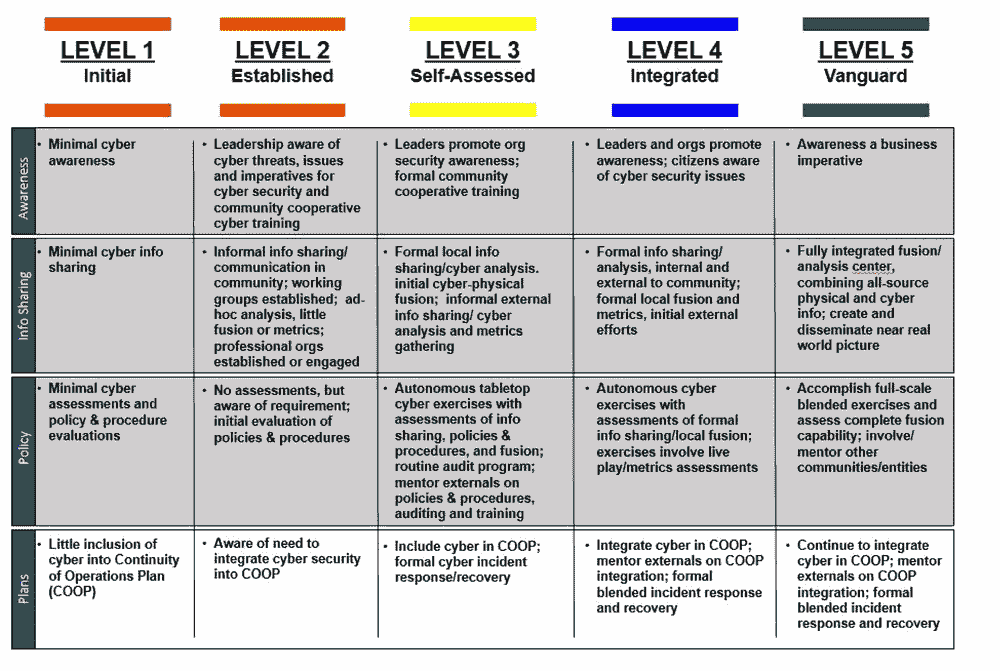 LEVEL 1
Initial
LEVEL 2
Established
LEVEL 3
Self-Assessed
LEVEL 4
Integrated
LEVEL 5
Vanguard
Awareness
• Minimal cyber
awareness
• Leadership aware of
cyber threats, issues
and imperatives for
cyber security and
community cooperative
cyber training
• Leaders promote org
security awareness;
formal community
cooperative training
• Leaders and orgs promote
awareness; citizens aware
of cyber security issues
• Awareness a business
imperative
Info Sharing
• Minimal cyber info
sharing
• Informal info sharing/
communication in
community; working
groups established; ad-
hoc analysis, little
fusion or metrics;
professional orgs
established or engaged
• Formal local info
sharing/cyber analysis.
initial cyber-physical
fusion; informal external
info sharing/ cyber
analysis and metrics
gathering
• Formal info sharing/
analysis, internal and
external to community;
formal local fusion and
metrics, initial external
efforts
• Fully integrated fusion/
analysis center,
combining all-source
physical and cyber
info; create and
disseminate near real
world picture
Policy
• Minimal cyber
assessments and
policy & procedure
evaluations
• No assessments, but
aware of requirement;
initial evaluation of
policies & procedures
• Autonomous tabletop
cyber exercises with
assessments of info
sharing, policies &
procedures, and fusion;
routine audit program;
mentor externals on
policies & procedures,
auditing and training
• Autonomous cyber
exercises with
assessments of formal
info sharing/local fusion;
exercises involve live
play/metrics assessments
• Accomplish full-scale
blended exercises and
assess complete fusion
capability; involve/
mentor other
communities/entities
Plans
• Little inclusion of
cyber into Continuity
of Operations Plan
(COOP)
• Aware of need to
integrate cyber security
into COOP
• Include cyber in COOP;
formal cyber incident
response/recovery
• Integrate cyber in COOP;
mentor externals on COOP
integration; formal
blended incident response
and recovery
• Continue to integrate
cyber in COOP; mentor
externals on COOP
integration; formal
blended incident
response and recovery